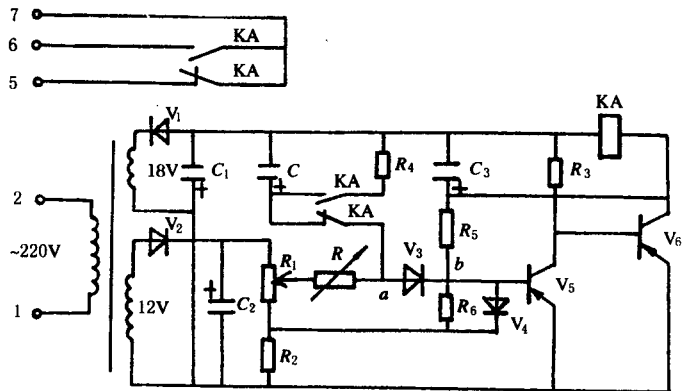 7
6 KA
5 KA
V₁ KA
18V C₁ C R₄ C₃ R₃
KA
2 V₂ KA V₆
~220V R₁ R V₃ R₅ b
a V₅
1 12V C₂ R₆ V₄
R₂